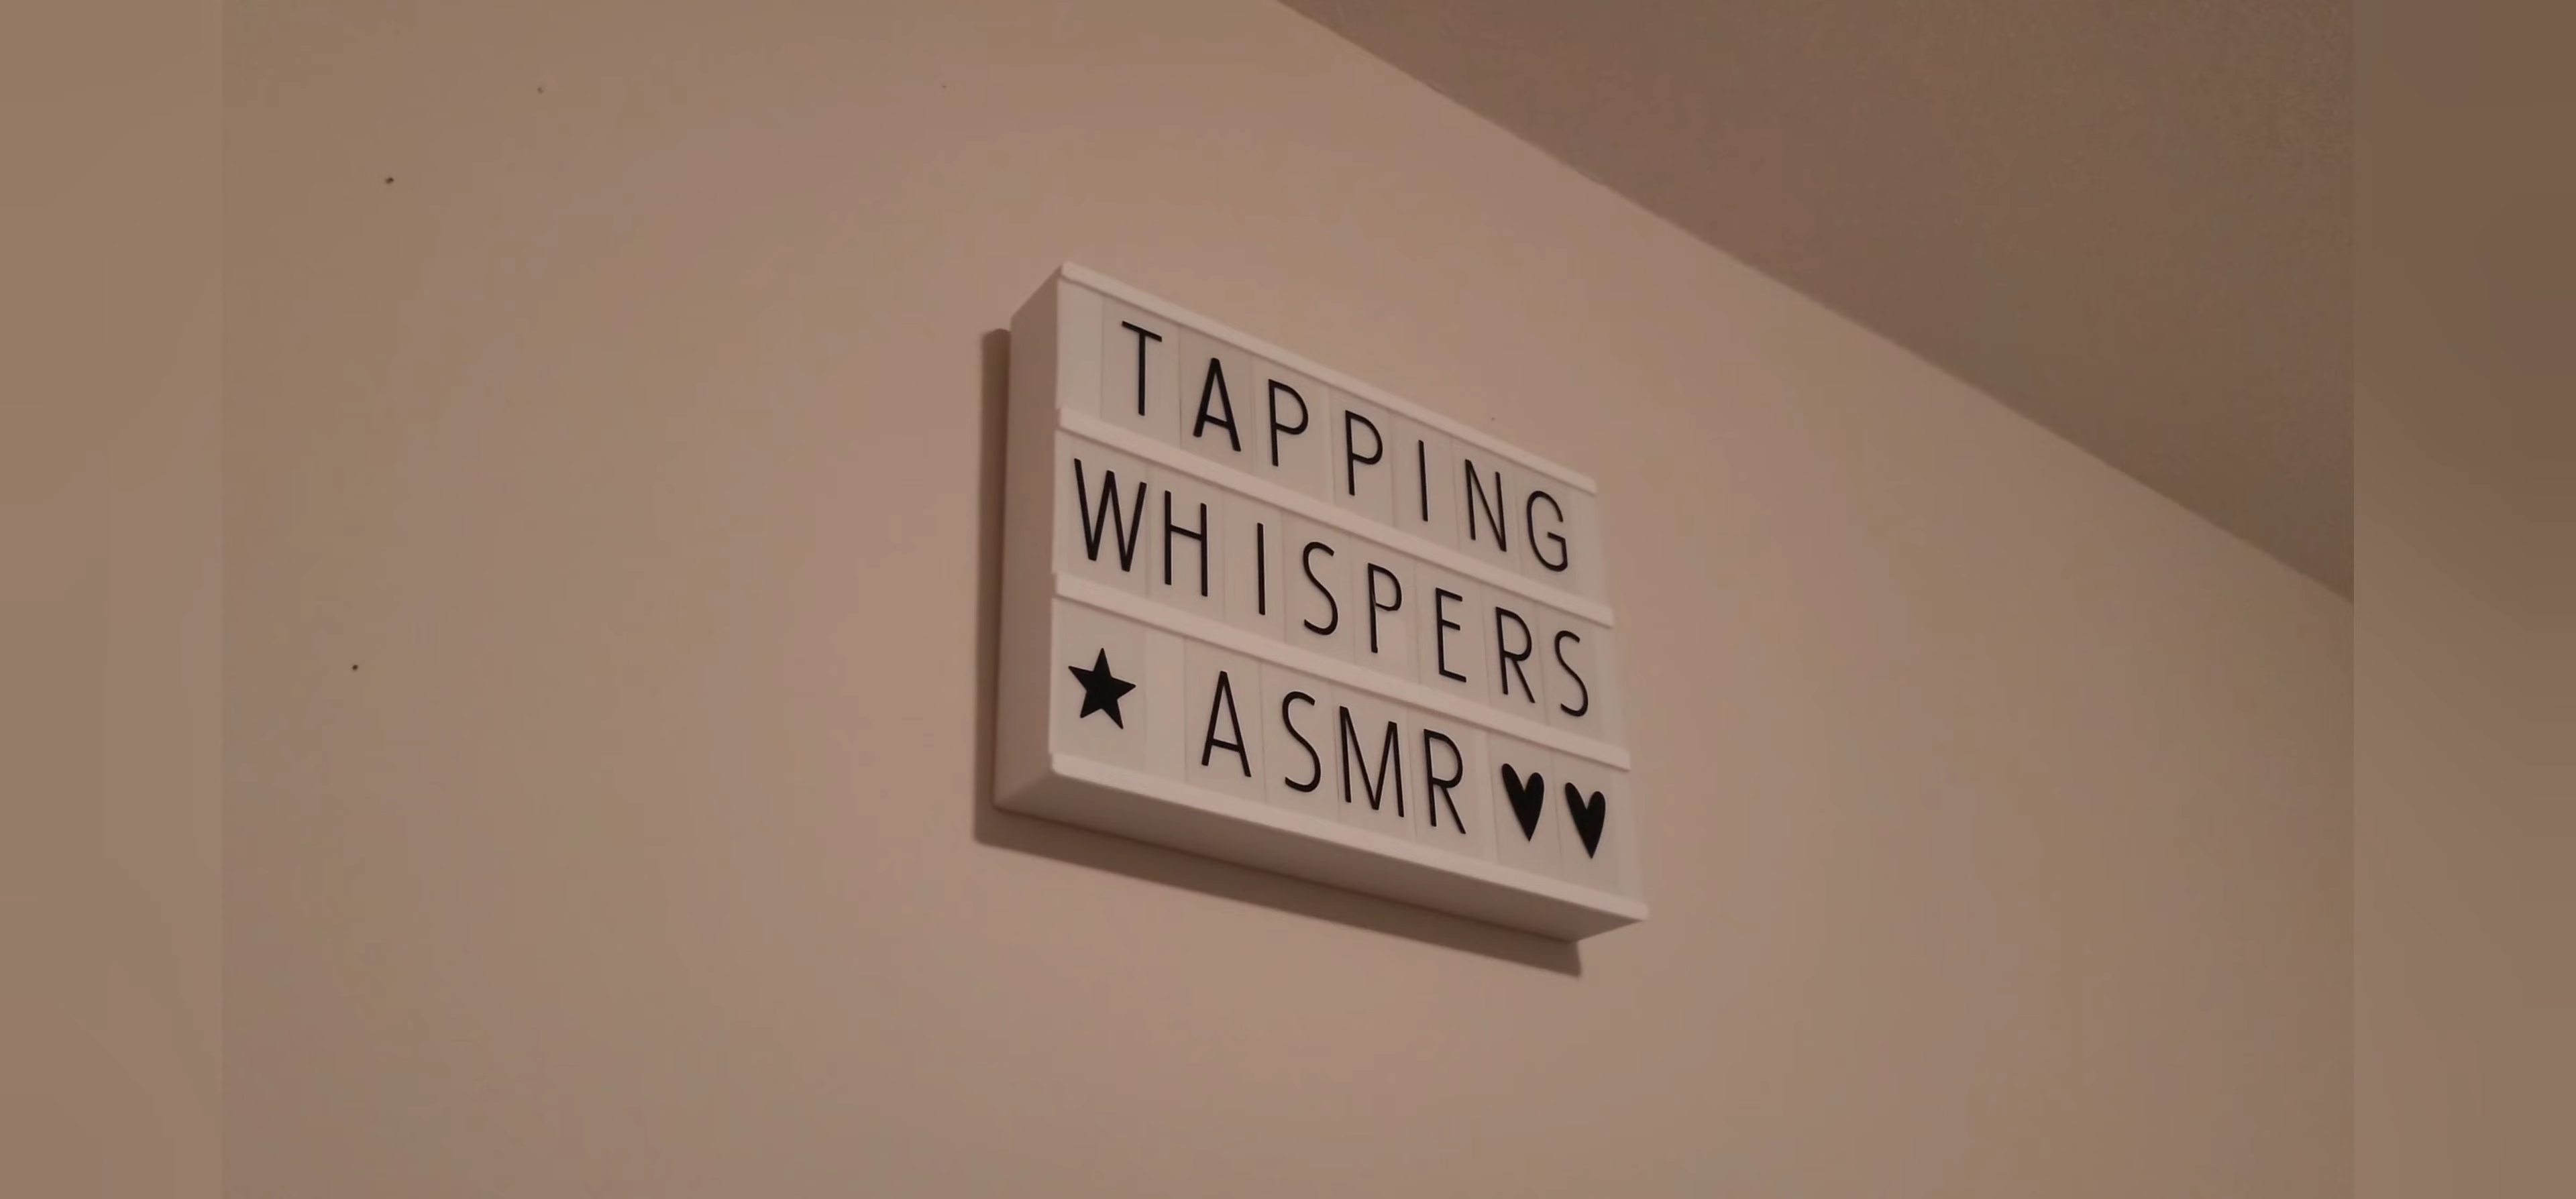 TAPPING
WHISPERS
★ ASMR ♥♥